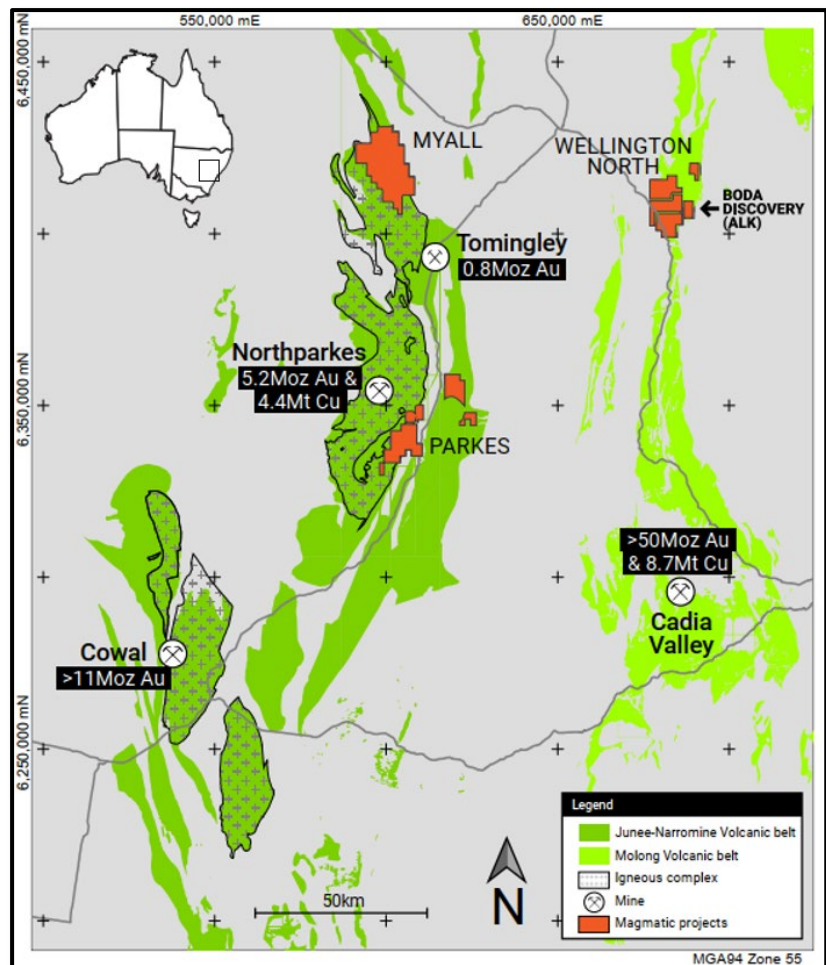 550,000 mE
650,000 mE
6,450,000 mN
MYALL
WELLINGTON
NORTH
BODA
DISCOVERY
(ALK)
Tomingley
0.8Moz Au
Northparkes
5.2Moz Au &
4.4Mt Cu
6,350,000 mN
PARKES
>50Moz Au
& 8.7Mt Cu
Cadia
Valley
Cowal
>11Moz Au
6,250,000 mN
Legend
Junee-Narromine Volcanic belt
Molong Volcanic belt
Igneous complex
Mine
Magmatic projects
N
50km
MGA94 Zone 55